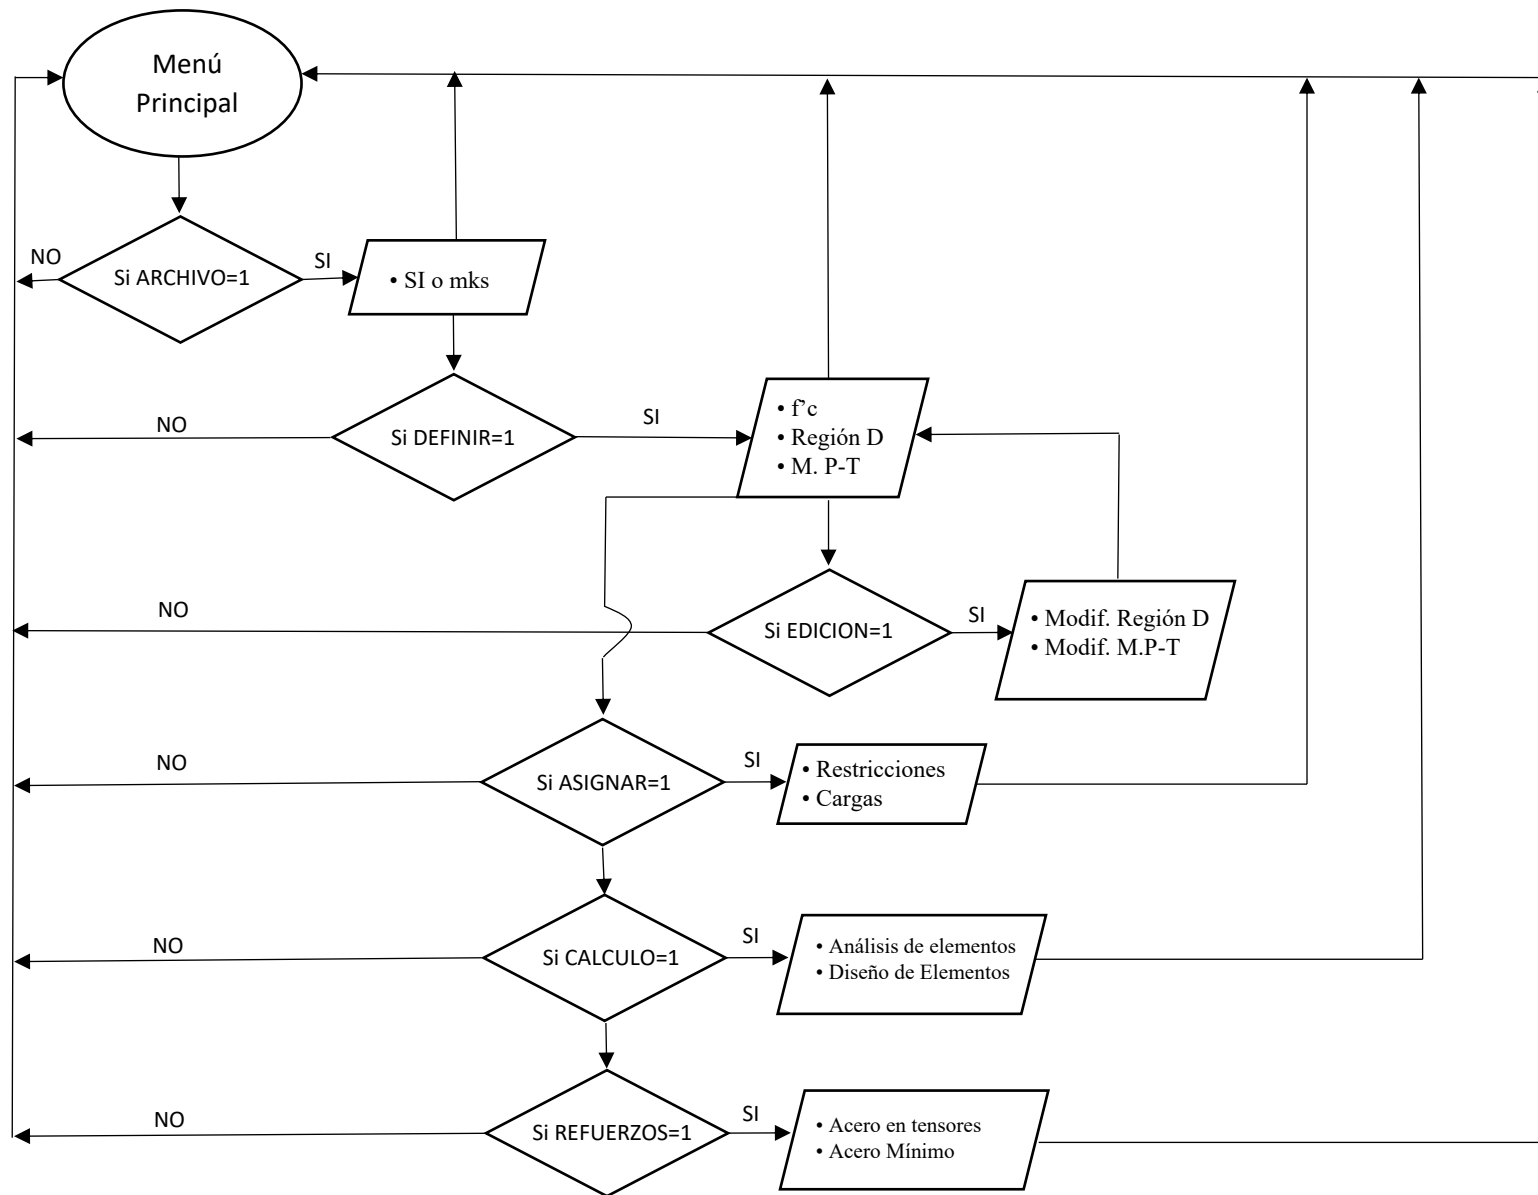 Menú
Principal
NO
Si ARCHIVO=1
SI
• SI o mks
NO
Si DEFINIR=1
SI
• f’c
• Región D
• M. P-T
NO
Si EDICION=1
SI
• Modif. Región D
• Modif. M.P-T
NO
Si ASIGNAR=1
SI
• Restricciones
• Cargas
NO
Si CALCULO=1
SI
• Análisis de elementos
• Diseño de Elementos
NO
Si REFUERZOS=1
SI
• Acero en tensores
• Acero Mínimo